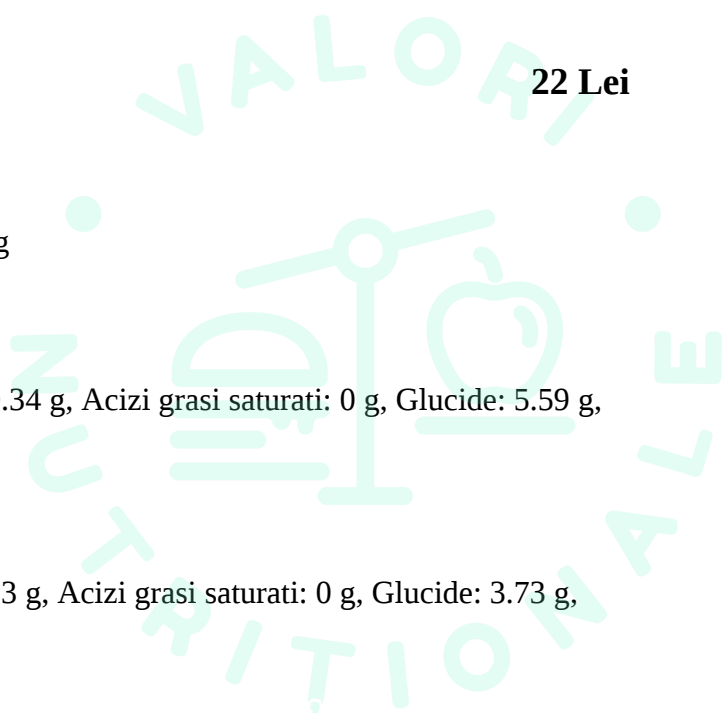 VALORI
22 Lei
g
.34 g, Acizi grasi saturati: 0 g, Glucide: 5.59 g,
3 g, Acizi grasi saturati: 0 g, Glucide: 3.73 g,
NUTRITIONALE